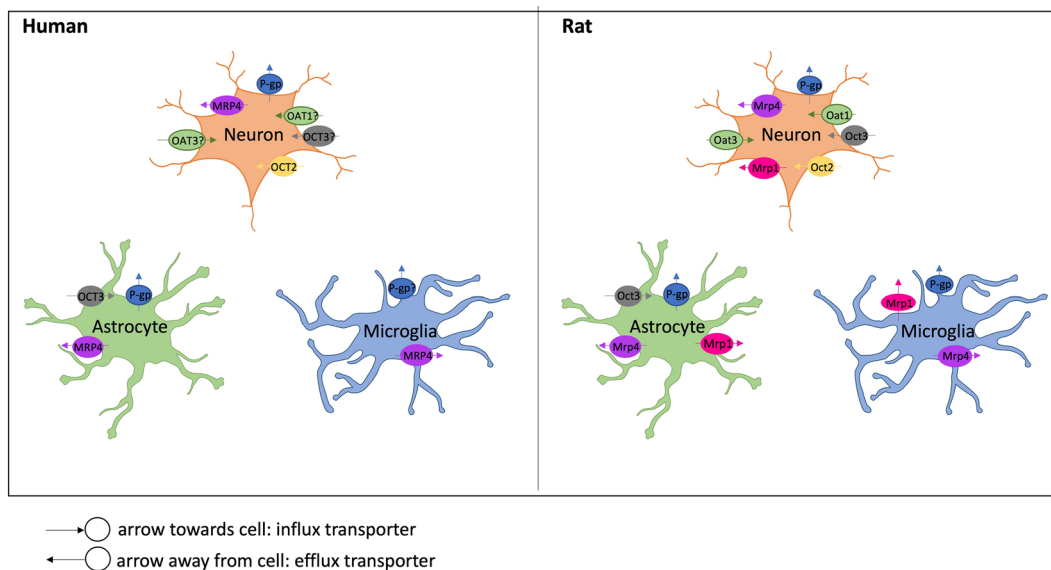 Human
P-gp
MRP4
OAT1?
OAT3?
Neuron
OCT3?
OCT2
OCT3
P-gp
Astrocyte
MRP4
P-gp?
Microglia
MRP4
Rat
P-gp
Mrp4
Oat1
Oat3
Neuron
Oct3
Mrp1
Oct2
Oct3
P-gp
Astrocyte
Mrp4
Mrp1
P-gp
Mrp1
Microglia
Mrp4
arrow towards cell: influx transporter
arrow away from cell: efflux transporter